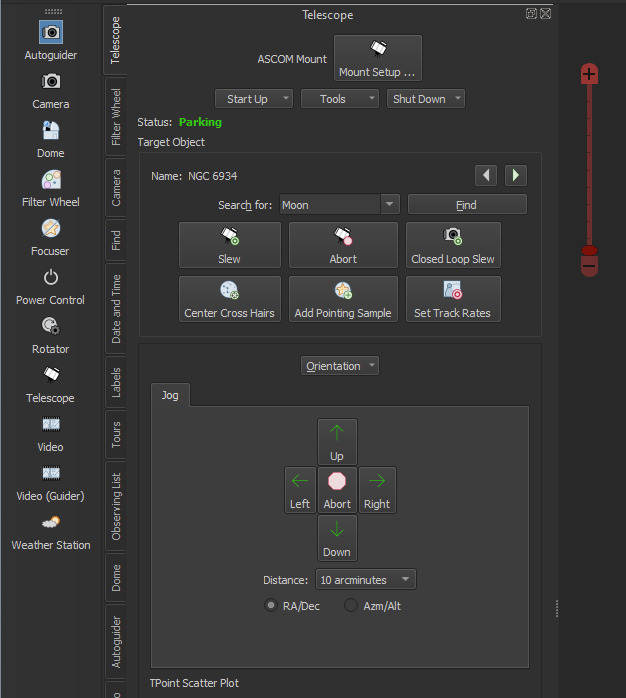 Telescope
Autoguider
Camera
Dome
Filter Wheel
Focuser
Power Control
Rotator
Telescope
Video
Video (Guider)
Weather Station
Telescope
Filter Wheel
Camera
Find
Date and Time
Labels
Tours
Observing List
Dome
Autoguider
ASCOM Mount
Mount Setup ...
Start Up
Tools
Shut Down
Status: Parking
Target Object
Name: NGC 6934
Search for: Moon
Find
Slew
Abort
Closed Loop Slew
Center Cross Hairs
Add Pointing Sample
Set Track Rates
Orientation
Jog
Up
Left
Abort
Right
Down
Distance: 10 arcminutes
RA/Dec
Azm/Alt
TPoint Scatter Plot